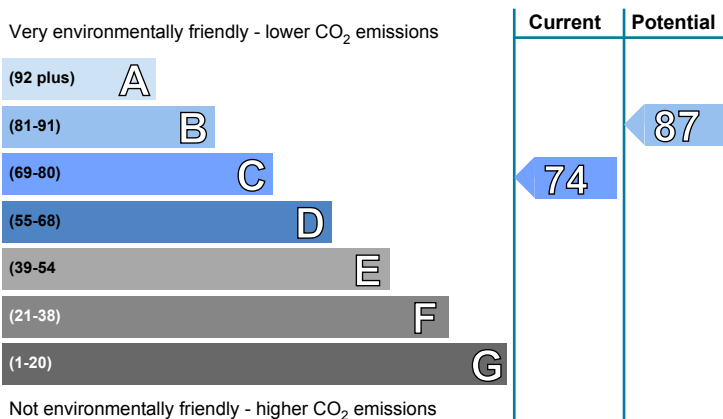 Very environmentally friendly - lower CO2 emissions
Current
Potential
(92 plus) A
(81-91) B
87
(69-80) C
74
(55-68) D
(39-54 E
(21-38) F
(1-20) G
Not environmentally friendly - higher CO2 emissions